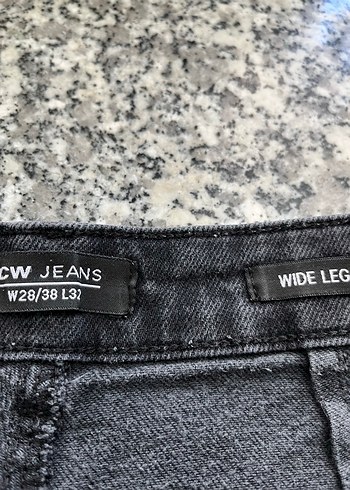 CW JEANS
W28/38 L32
WIDE LEG